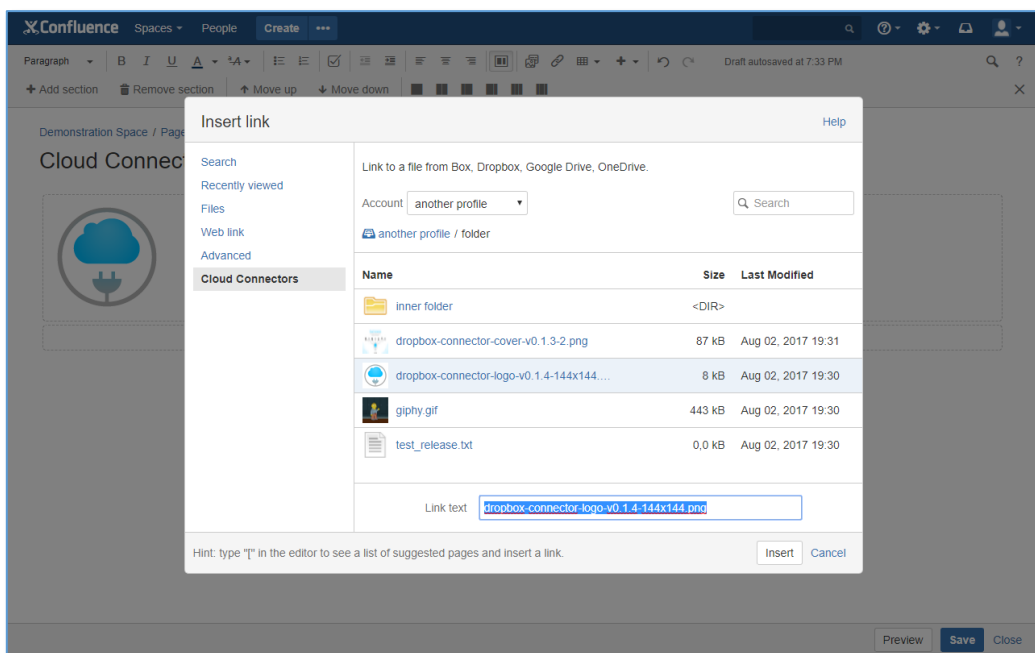 Confluence Spaces People Create •••
Paragraph B I U A Draft autosaved at 7:33 PM ?
+ Add section Remove section Move up Move down
Insert link Help
Demonstration Space / Page
Cloud Connec
Search
Recently viewed
Files
Web link
Advanced
Cloud Connectors
Link to a file from Box, Dropbox, Google Drive, OneDrive.
Account another profile Search
another profile / folder
Name Size Last Modified
inner folder <DIR>
dropbox-connector-cover-v0.1.3-2.png 87 kB Aug 02, 2017 19:31
dropbox-connector-logo-v0.1.4-144x144.... 8 kB Aug 02, 2017 19:30
giphy.gif 443 kB Aug 02, 2017 19:30
test_release.txt 0,0 kB Aug 02, 2017 19:30
Link text dropbox-connector-logo-v0.1.4-144x144.png
Hint: type "[" in the editor to see a list of suggested pages and insert a link. Insert Cancel
Preview Save Close